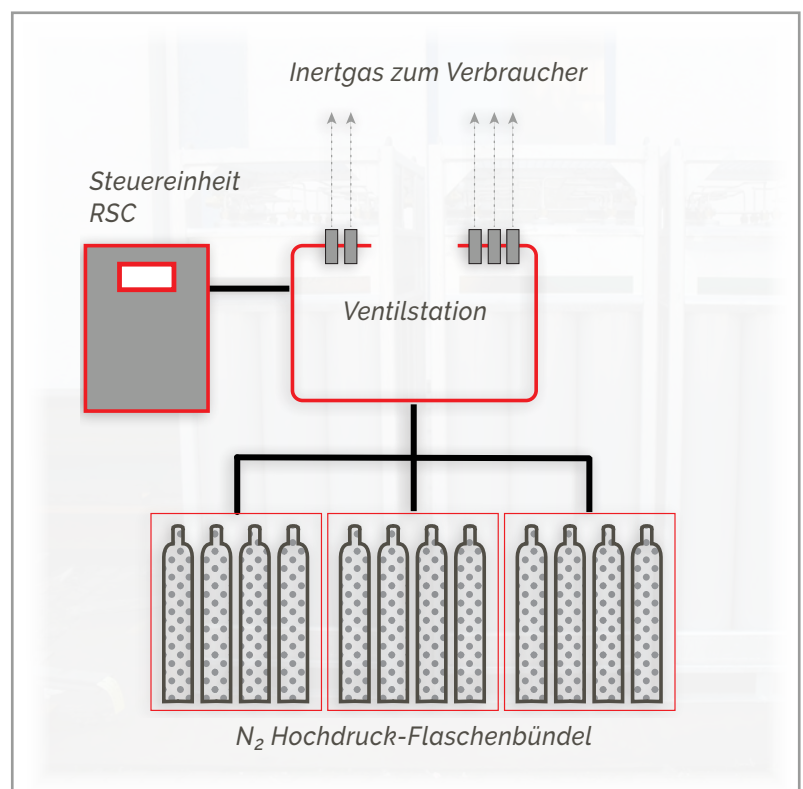 Inertgas zum Verbraucher
Steuereinheit
RSC
Ventilstation
N₂ Hochdruck-Flaschenbündel